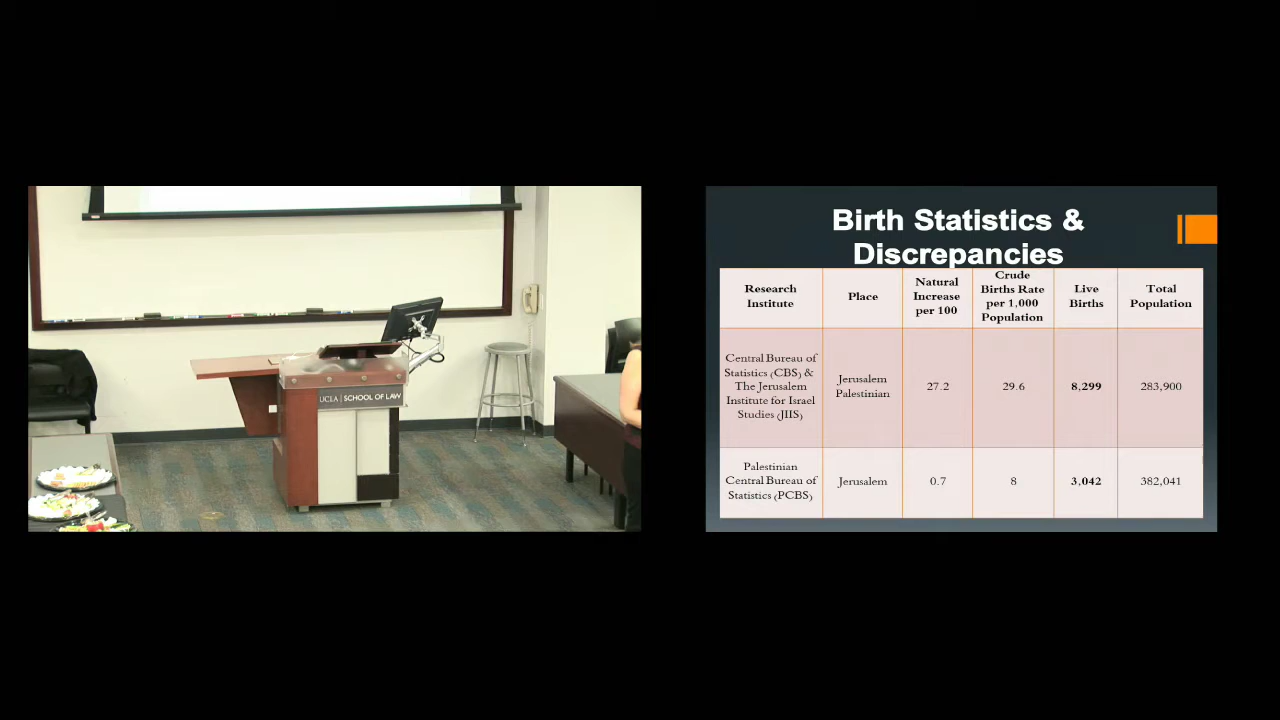 UCLA | SCHOOL OF LAW
Birth Statistics &
Discrepancies
Research
Institute
Place
Natural
Increase
per 100
Crude
Births Rate
per 1,000
Population
Live
Births
Total
Population
Central Bureau of
Statistics (CBS) &
The Jerusalem
Institute for Israel
Studies (JIIS)
Jerusalem
Palestinian
27.2
29.6
8,299
283,900
Palestinian
Central Bureau of
Statistics (PCBS)
Jerusalem
0.7
8
3,042
382,041